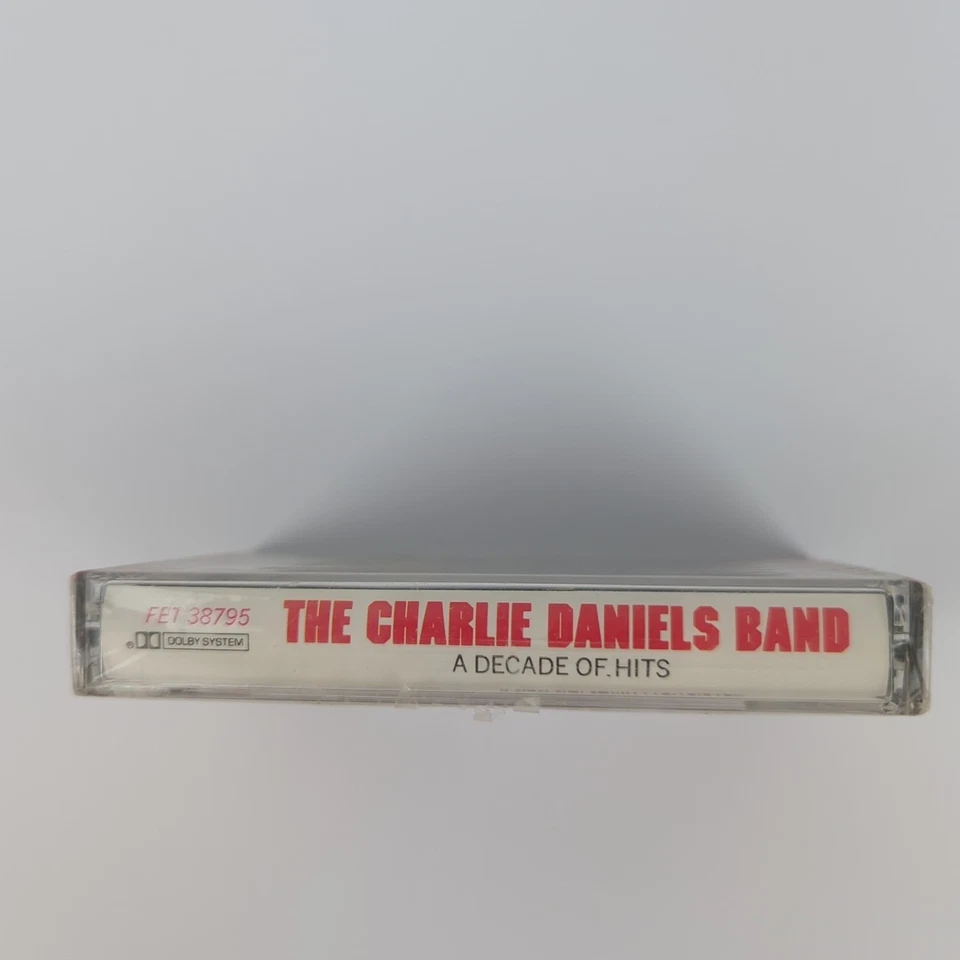 FET 38795
THE CHARLIE DANIELS BAND
DOLBY SYSTEM
A DECADE OF HITS